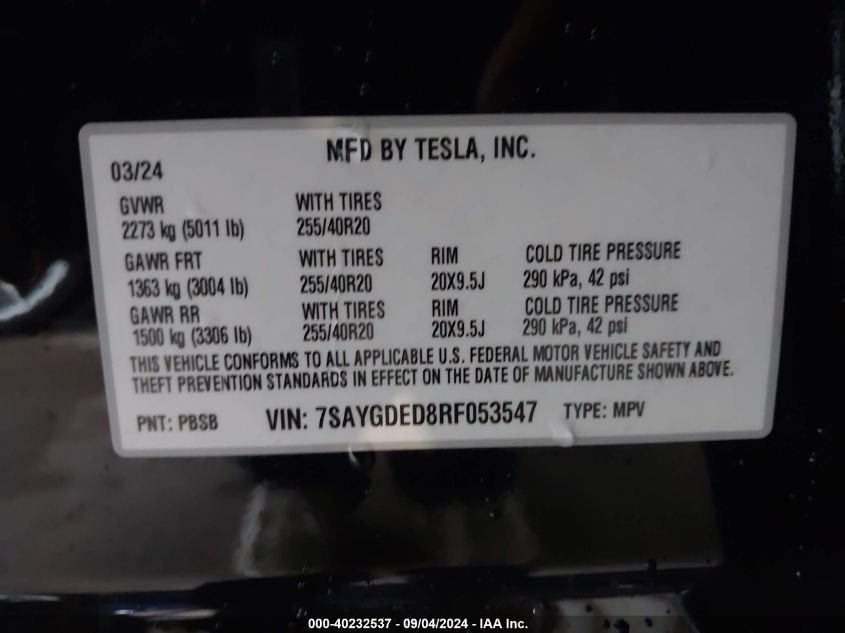 MFD BY TESLA, INC.
03/24
GVWR WITH TIRES
2273 kg (5011 lb) 255/40R20
GAWR FRT WITH TIRES RIM COLD TIRE PRESSURE
1363 kg (3004 lb) 255/40R20 20X9.5J 290 kPa, 42 psi
GAWR RR WITH TIRES RIM COLD TIRE PRESSURE
1500 kg (3306 lb) 255/40R20 20X9.5J 290 kPa, 42 psi
THIS VEHICLE CONFORMS TO ALL APPLICABLE U.S. FEDERAL MOTOR VEHICLE SAFETY AND
THEFT PREVENTION STANDARDS IN EFFECT ON THE DATE OF MANUFACTURE SHOWN ABOVE.
PNT: PBSB VIN: 7SAYGDED8RF053547 TYPE: MPV
000-40232537 - 09/04/2024 - IAA Inc.